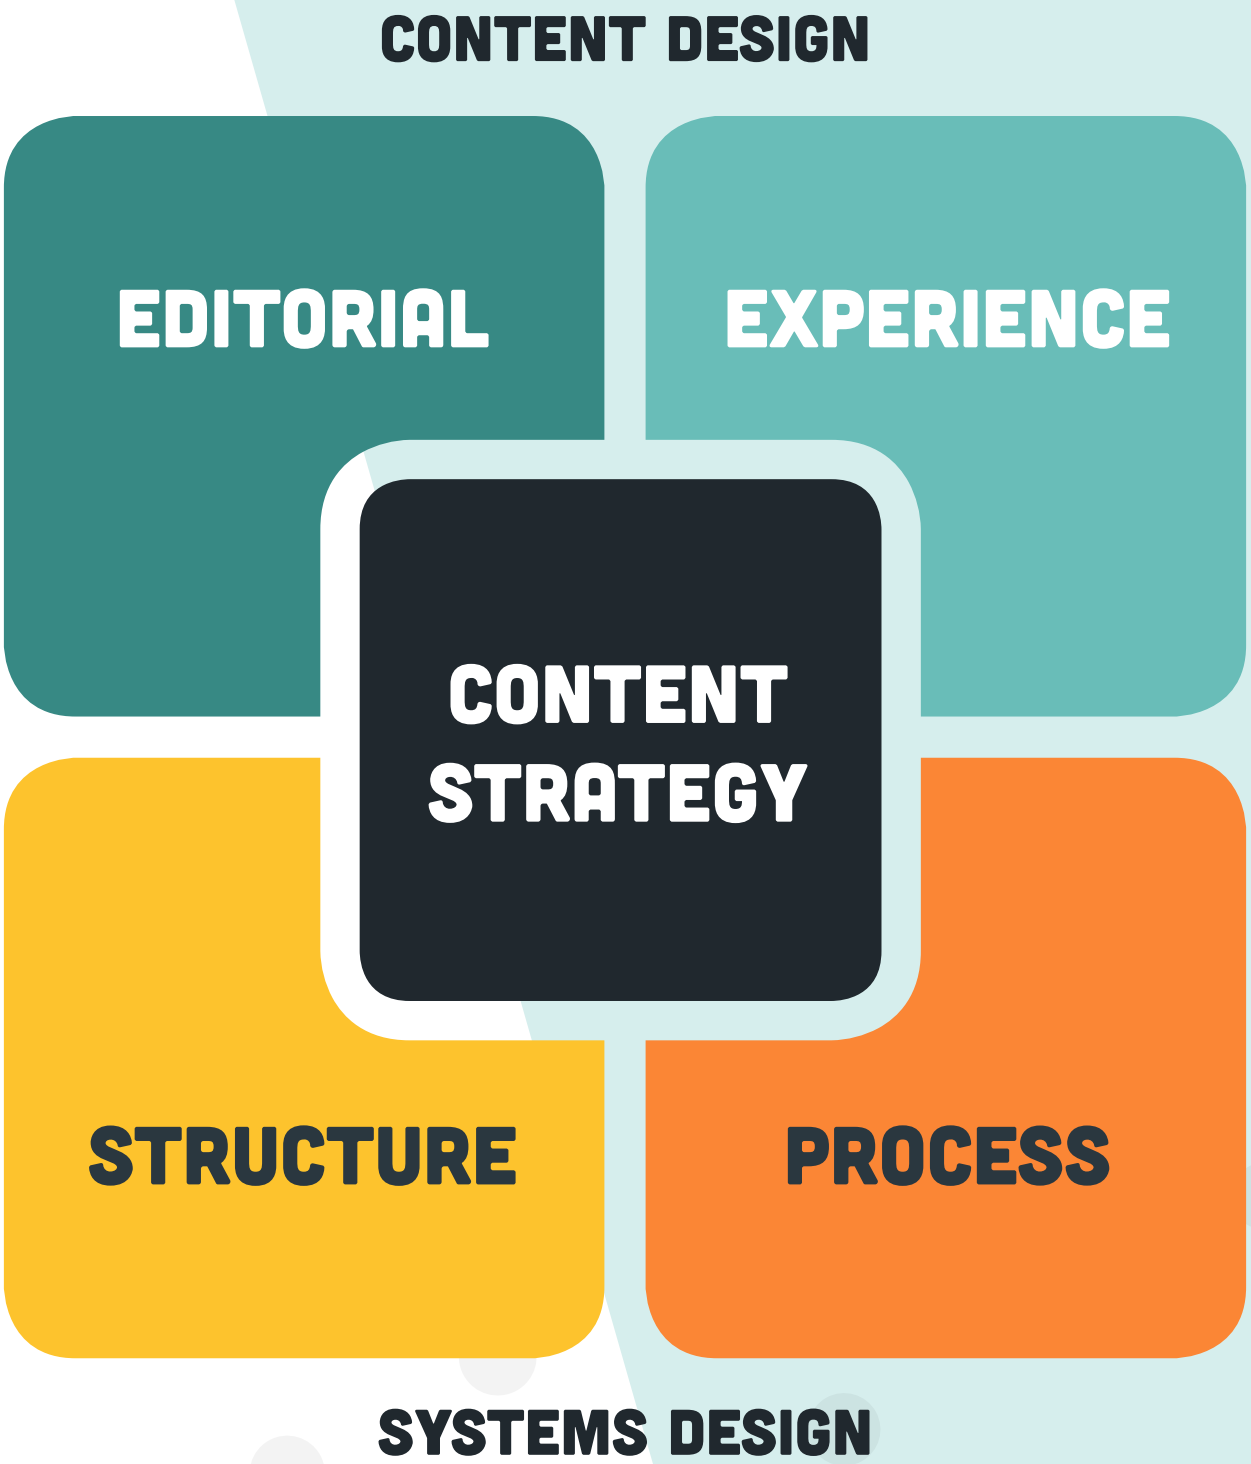 CONTENT DESIGN
EDITORIAL
EXPERIENCE
CONTENT
STRATEGY
STRUCTURE
PROCESS
SYSTEMS DESIGN